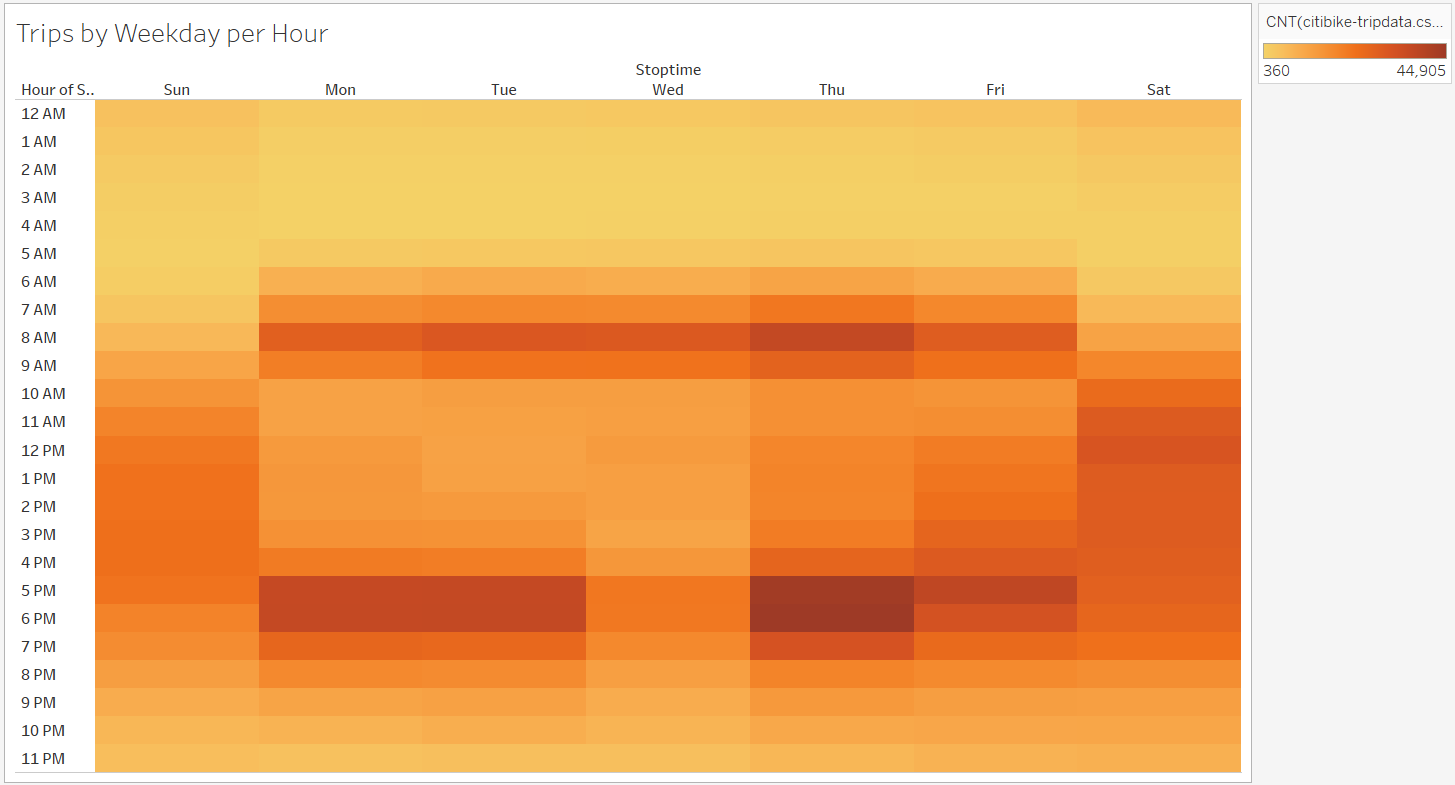 Trips by Weekday per Hour
CNT(citibike-tripdata.cs...
360 44,905
Stoptime
Hour of S.. Sun Mon Tue Wed Thu Fri Sat
12 AM
1 AM
2 AM
3 AM
4 AM
5 AM
6 AM
7 AM
8 AM
9 AM
10 AM
11 AM
12 PM
1 PM
2 PM
3 PM
4 PM
5 PM
6 PM
7 PM
8 PM
9 PM
10 PM
11 PM